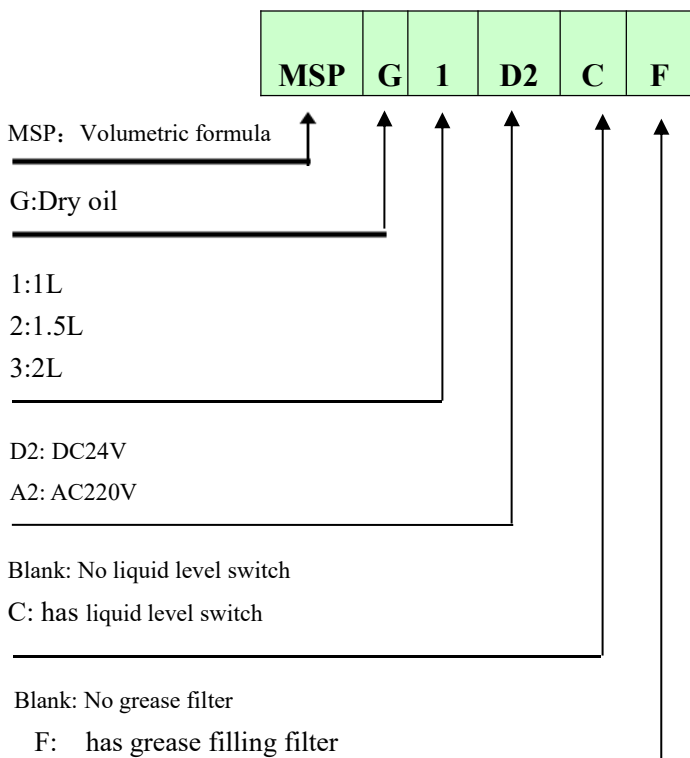 MSP G 1 D2 C F
MSP：Volumetric formula
G:Dry oil
1:1L
2:1.5L
3:2L
D2: DC24V
A2: AC220V
Blank: No liquid level switch
C: has liquid level switch
Blank: No grease filter
F: has grease filling filter